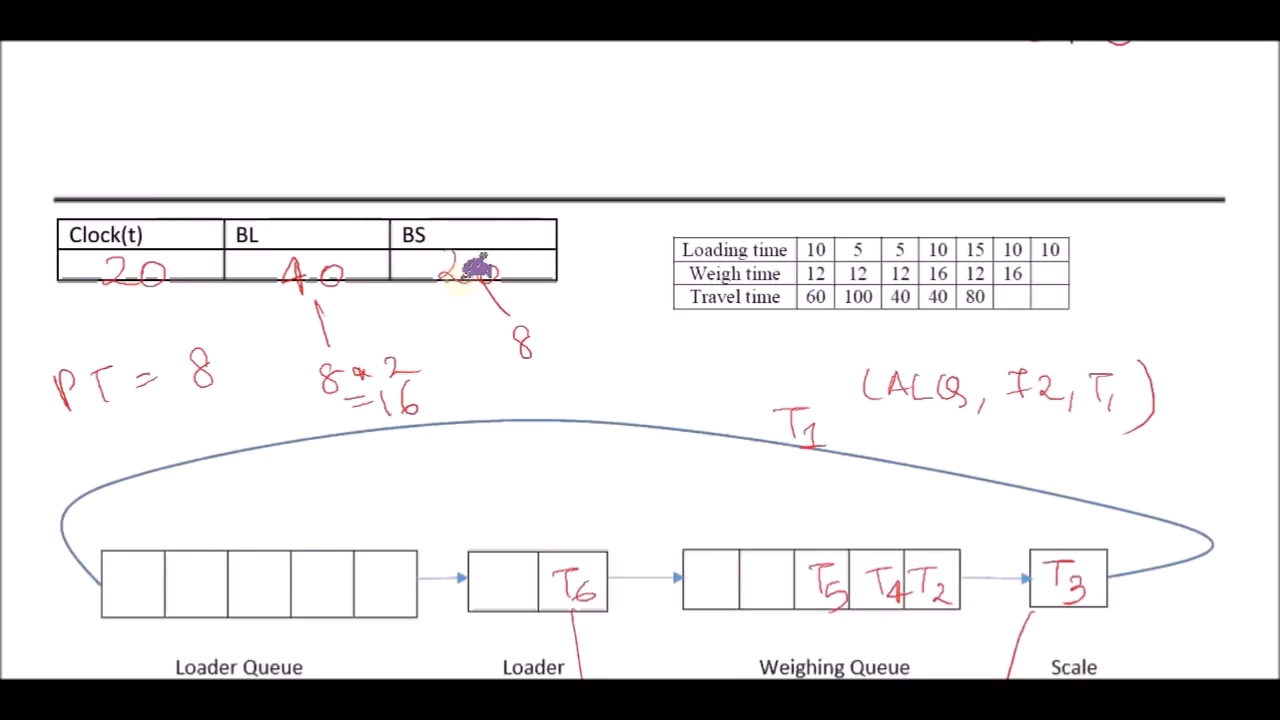 Clock(t) BL BS
20 40 20
Loading time 10 5 5 10 15 10 10
Weigh time 12 12 12 16 12 16
Travel time 60 100 40 40 80
8
PT = 8
8 * 2
= 16
(ALQ, 72, T1)
T1
T6 T5 T4 T2 T3
Loader Queue Loader Weighing Queue Scale